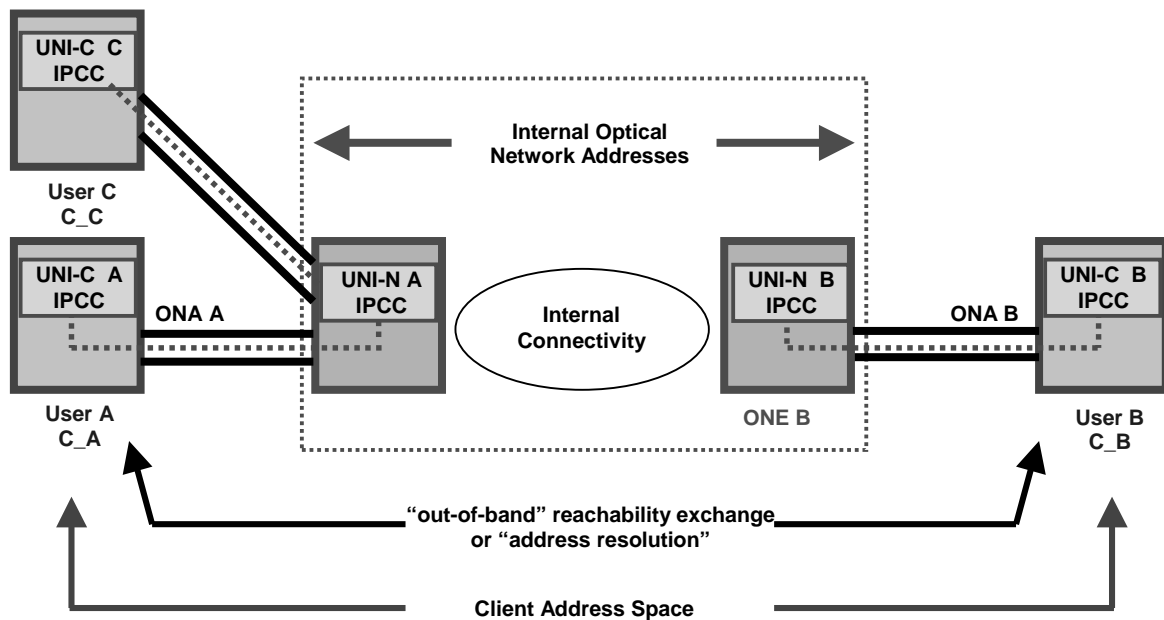 UNI-C C
IPCC
User C
C_C
Internal Optical
Network Addresses
UNI-C A
IPCC
User A
C_A
ONA A
UNI-N A
IPCC
Internal
Connectivity
UNI-N B
IPCC
ONE B
ONA B
UNI-C B
IPCC
User B
C_B
“out-of-band” reachability exchange
or “address resolution”
Client Address Space